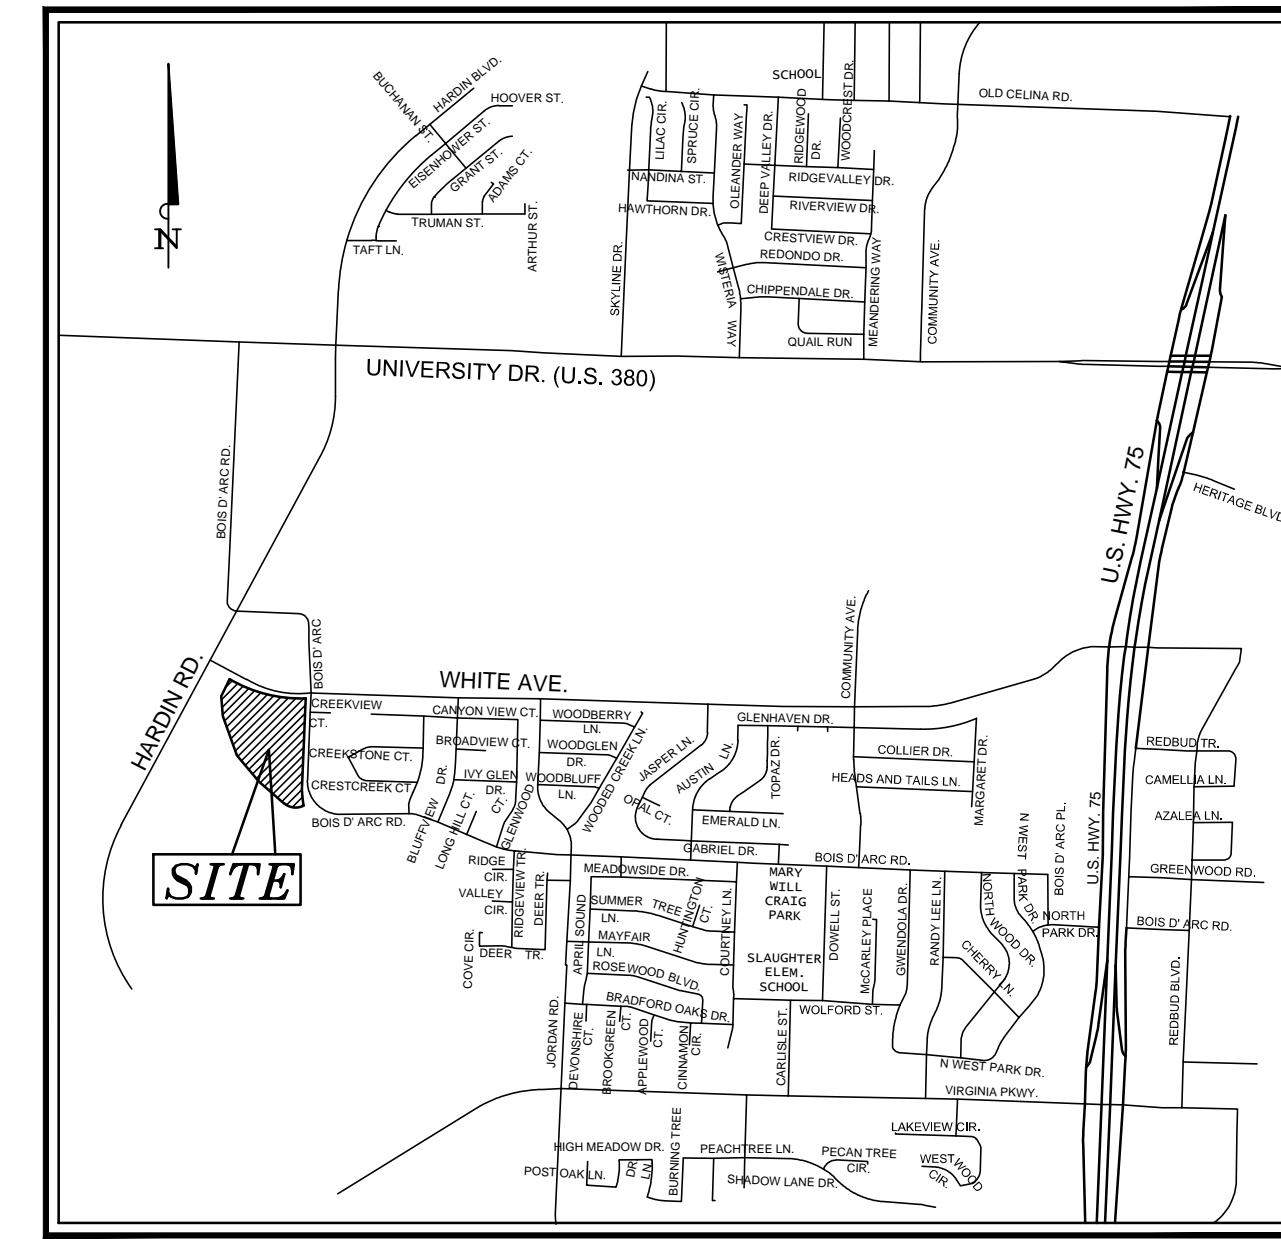 SCHOOL
OLD CELINA RD.
BUCHANAN ST.
HARDIN BLVD.
HOOVER ST.
EISENHOWER ST.
GRANT ST.
ADAMS CT.
TRUMAN ST.
ARTHUR ST.
TAFT LN.
N
LILAC CIR.
SPRUCE CIR.
OLEANDER WAY
DEEP VALLEY DR.
RIDGEWOOD
DR.
WOODCREST DR.
NANDINA ST.
HAWTHORN DR.
RIDGEVALLEY DR.
RIVERVIEW DR.
CRESTVIEW DR.
REDONDO DR.
CHIPPENDALE DR.
QUAIL RUN
SKYLINE DR.
WISTERIA WAY
MEANDERING WAY
COMMUNITY AVE.
UNIVERSITY DR. (U.S. 380)
BOIS D' ARC RD.
U.S. HWY. 75
HERITAGE BLVD
HARDIN RD.
BOIS D' ARC
WHITE AVE.
COMMUNITY AVE.
CREEKVIEW
CT.
CANYON VIEW CT.
WOODBERRY
LN.
GLENHAVEN DR.
CREEKSTONE CT.
BROADVIEW CT.
WOODGLEN
DR.
CRESTCREEK CT
IVY GLEN
DR.
CT.
WOODBLUFF
LN.
BOIS D' ARC RD.
BLUFFVIEW DR.
LONG HILL CT.
GLENWOOD
WOODED CREEK LN.
JASPER LN.
AUSTIN LN.
OPAL CT.
TOPAZ DR.
EMERALD LN.
GABRIEL DR.
COLLIER DR.
HEADS AND TAILS LN.
MARGARET DR.
REDBUD TR.
CAMELLIA LN.
AZALEA LN.
GREENWOOD RD.
BOIS D' ARC RD.
REDBUD BLVD.
U.S. HWY. 75
BOIS D' ARC PL.
N WEST PARK DR.
NORTH
PARK DR.
SITE
RIDGE
CIR.
VALLEY
CIR.
RIDGEVIEW TR.
DEER TR.
COVE CIR.
DEER TR.
MEADOWSIDE DR.
SUMMER TREE
LN.
HUNTINGTON
CT.
MAYFAIR
LN.
ROSEWOOD BLVD.
BRADFORD OAKS DR.
APRIL SOUND
COURTNEY LN.
BOIS D' ARC RD.
MARY
WILL
CRAIG
PARK
SLAUGHTER
ELEM.
SCHOOL
DOWELL ST.
McCARLEY PLACE
GWENDOLA DR.
RANDY LEE LN.
NORTH WOOD DR.
CHERRY LN.
WOLFORD ST.
CARLISLE ST.
N WEST PARK DR.
VIRGINIA PKWY.
JORDAN RD.
DEVONSHIRE
CT.
BROOKGREEN
CT.
APPLEWOOD
CT.
CINNAMON
CIR.
HIGH MEADOW DR.
POST OAK LN.
DR.
LN.
BURNING TREE
PEACHTREE LN.
SHADOW LANE DR.
PECAN TREE
CIR.
LAKEVIEW CIR.
WEST WOOD
CIR.